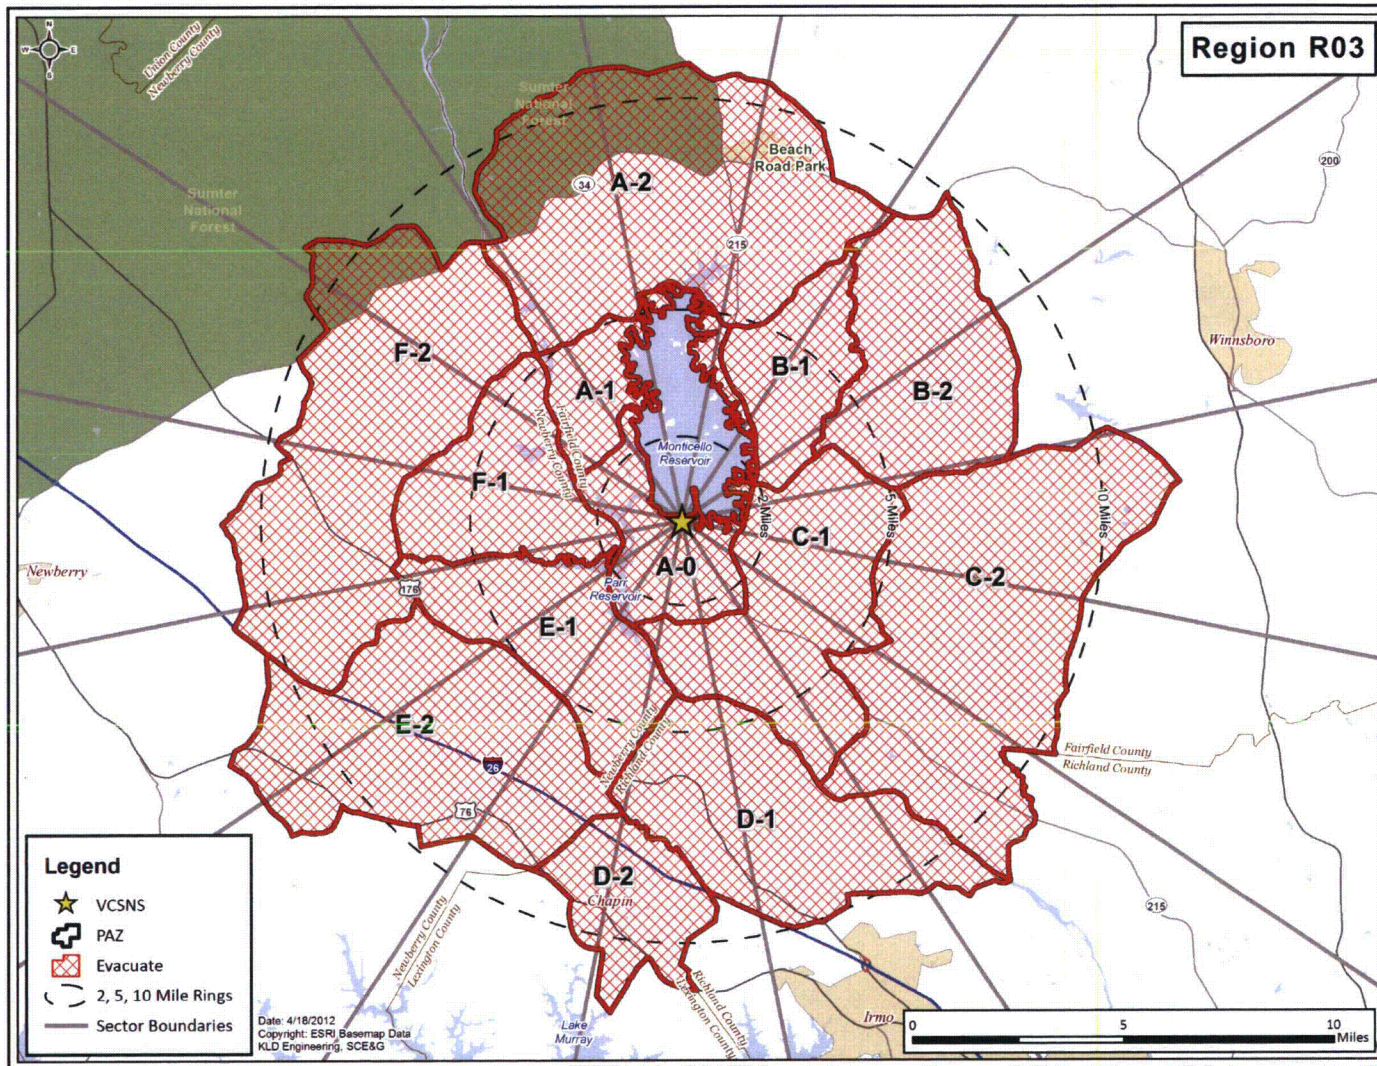 Region R03
N
W
E
S
Union County
Newberry County
Sumter
National
Forest
Beach
Road Park
200
34
A-2
Sumter
National
Forest
215
Winnsboro
F-2
A-1
B-1
B-2
Fairfield County
Newberry County
Monticello
Reservoir
F-1
2 Miles
5 Miles
10 Miles
C-1
Newberry
176
A-0
C-2
Parr
Reservoir
E-1
E-2
Newberry County
Richland County
Fairfield County
Richland County
26
76
D-1
D-2
Chapin
215
Newberry County
Lexington County
Richland County
Lexington County
Irmo
Lake
Murray
Legend
VCSNS
PAZ
Evacuate
2, 5, 10 Mile Rings
Sector Boundaries
Date: 4/18/2012
Copyright: ESRI Basemap Data
KLD Engineering, SCE&G
0 5 10
Miles